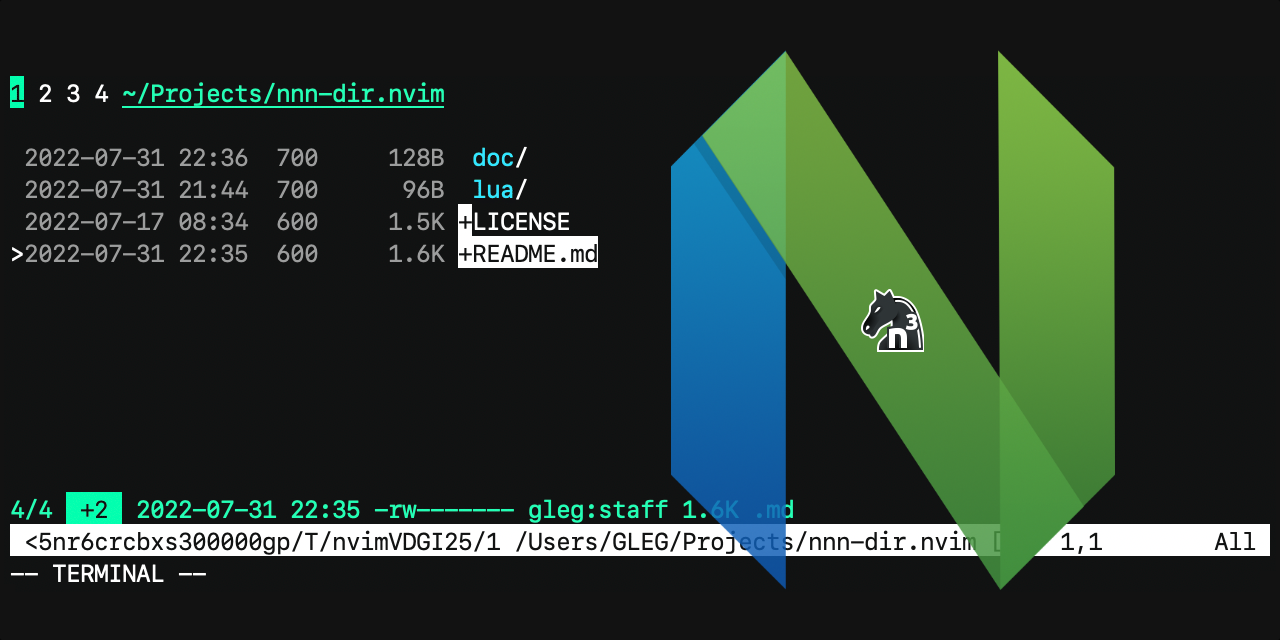 1 2 3 4 ~/Projects/nnn-dir.nvim
2022-07-31 22:36 700 128B doc/
2022-07-31 21:44 700 96B lua/
2022-07-17 08:34 600 1.5K +LICENSE
>2022-07-31 22:35 600 1.6K +README.md
n3
4/4 +2 2022-07-31 22:35 -rw------- gleg:staff 1.6K .md
<5nr6crcbxs300000gp/T/nvimVDGI25/1 /Users/GLEG/Projects/nnn-dir.nvim [ 1,1 All
-- TERMINAL --